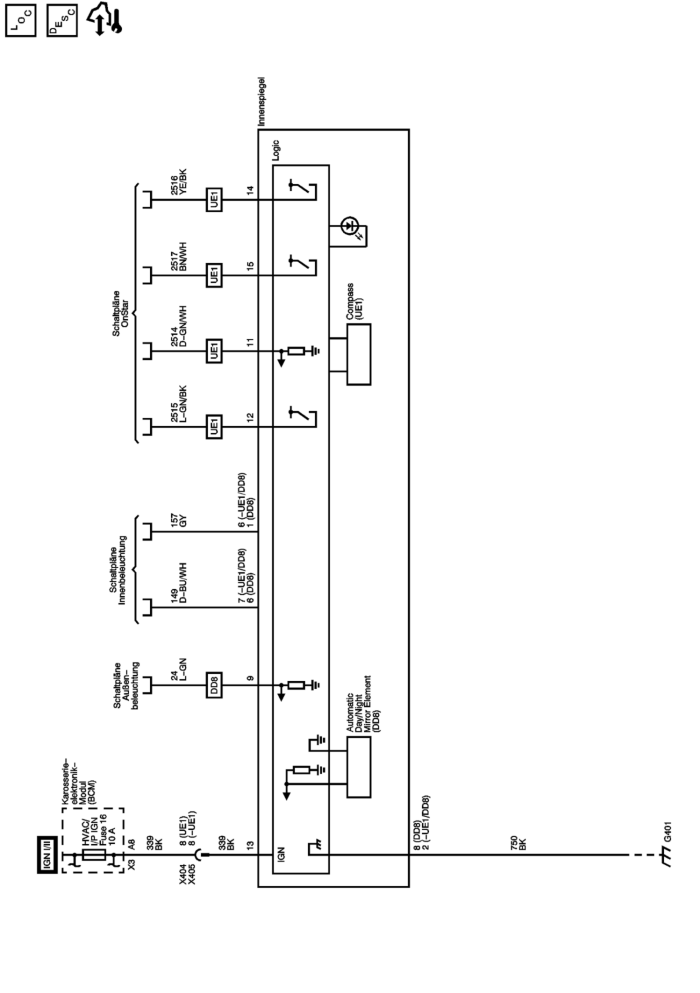 LOC
DESC
IGN I/II
Karosserie–
elektronik–
Modul
(BCM)
HVAC/
I/P IGN
Fuse 16
10 A
X3
A8
339
BK
X404
X405
8 (UE1)
8 (–UE1)
339
BK
13
IGN
Schaltpläne
Außen–
beleuchtung
24
L–GN
DD8
9
Schaltpläne
Innenbeleuchtung
149
D–BU/WH
7 (–UE1/DD8)
6 (DD8)
157
GY
6 (–UE1/DD8)
1 (DD8)
Schaltpläne
OnStar
2515
L–GN/BK
UE1
12
2514
D–GN/WH
UE1
11
2517
BN/WH
UE1
15
2516
YE/BK
UE1
14
Innenspiegel
Logic
Automatic
Day/Night
Mirror Element
(DD8)
Compass
(UE1)
8 (DD8)
2 (–UE1/DD8)
750
BK
G401